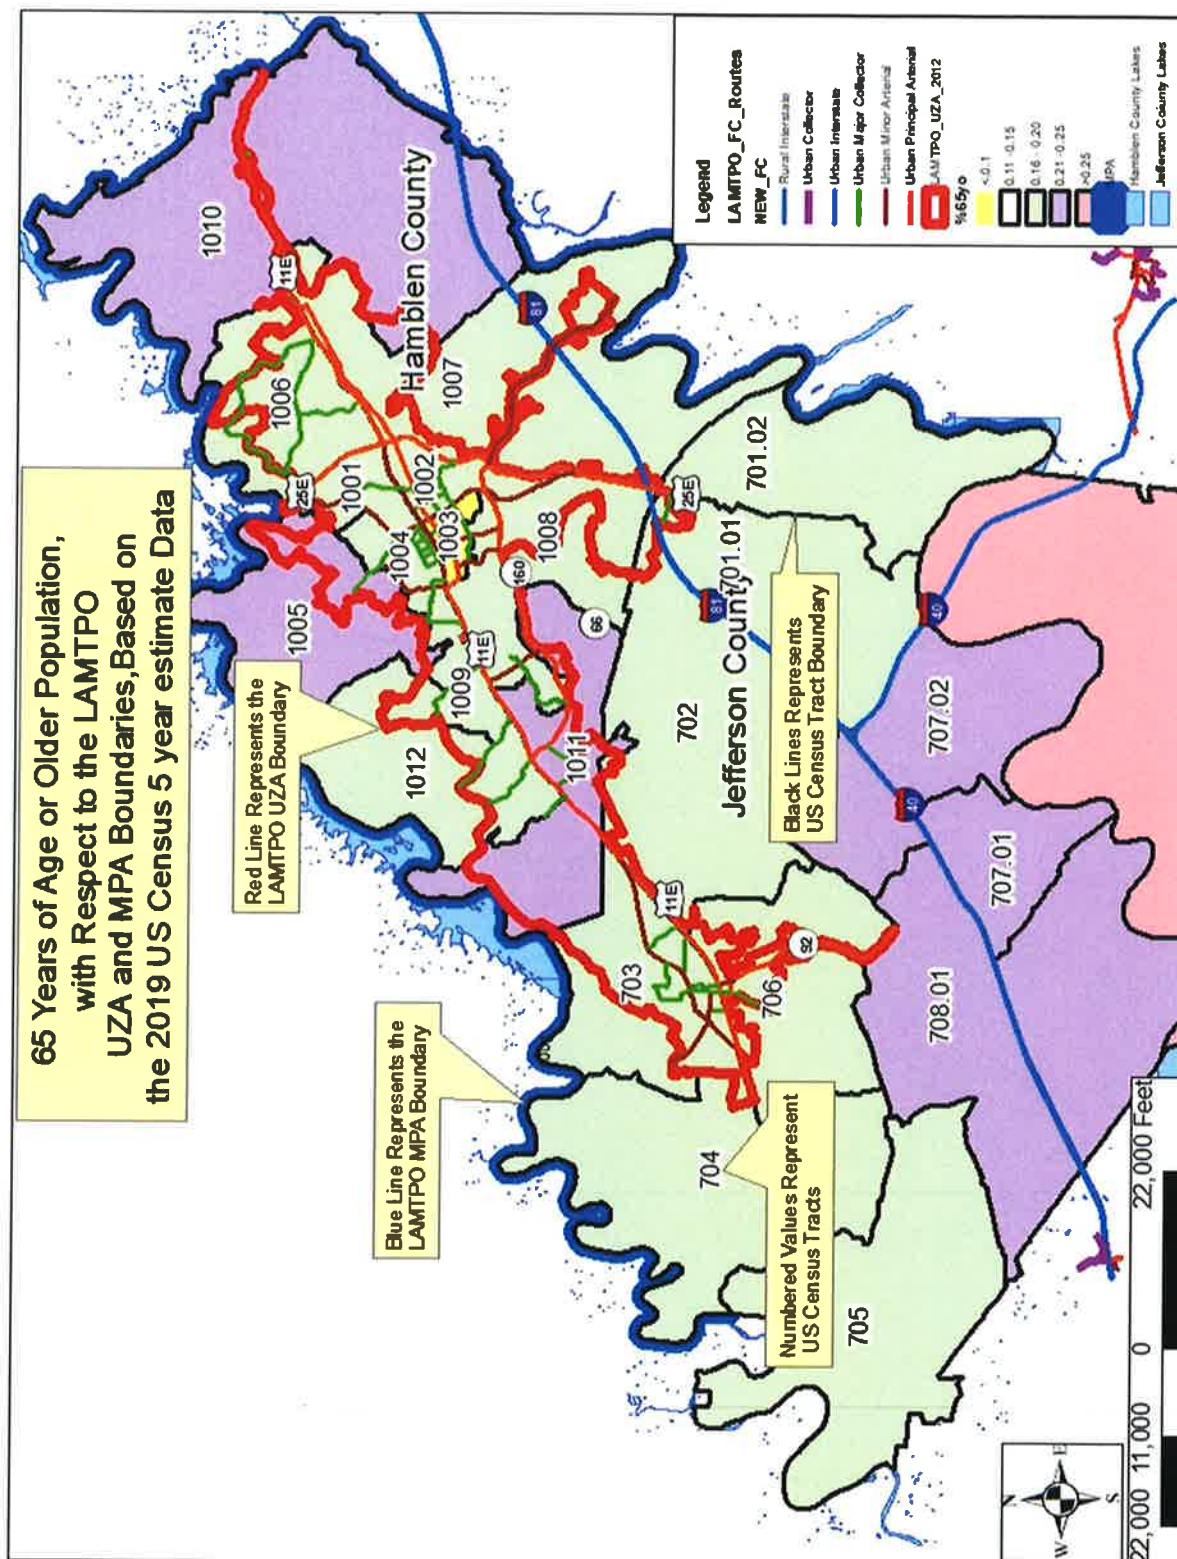 65 Years of Age or Older Population,
with Respect to the LAMTPO
UZA and MPA Boundaries,Based on
the 2019 US Census 5 year estimate Data
Red Line Represents the
LAMTPO UZA Boundary
Blue Line Represents the
LAMTPO MPA Boundary
Numbered Values Represent
US Census Tracts
Black Lines Represents
US Census Tract Boundary
Hamblen County
Jefferson County
1010
1006
1007
1001
1002
1003
1004
1005
1008
1009
1011
1012
701.01
701.02
702
703
704
705
706
707.01
707.02
708.01
11E
25E
11E
25E
11E
160
66
92
81
81
40
40
Legend
LAMTPO_FC_Routes
NEW_FC
Rural Interstate
Urban Collector
Urban Interstate
Urban Major Collector
Urban Minor Arterial
Urban Principal Arterial
LAMTPO_UZA_2012
%65yo
<.0.1
0.11 -0.15
0.16 -0.20
0.21 -0.25
>0.25
MPA
Hamblen County Lakes
Jefferson County Lakes
N
W
E
S
22,000 11,000 0 22,000 Feet